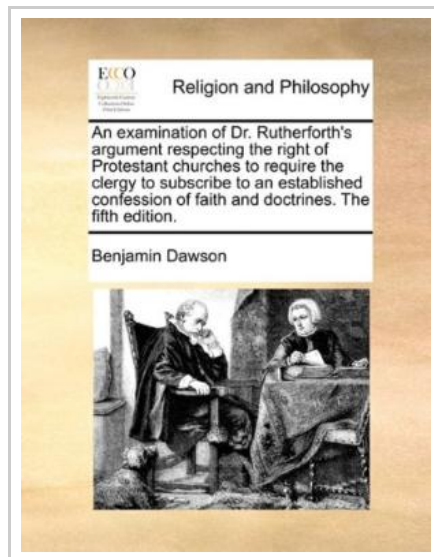 ECCO
Religion and Philosophy
An examination of Dr. Rutherforth's
argument respecting the right of
Protestant churches to require the
clergy to subscribe to an established
confession of faith and doctrines. The
fifth edition.
Benjamin Dawson